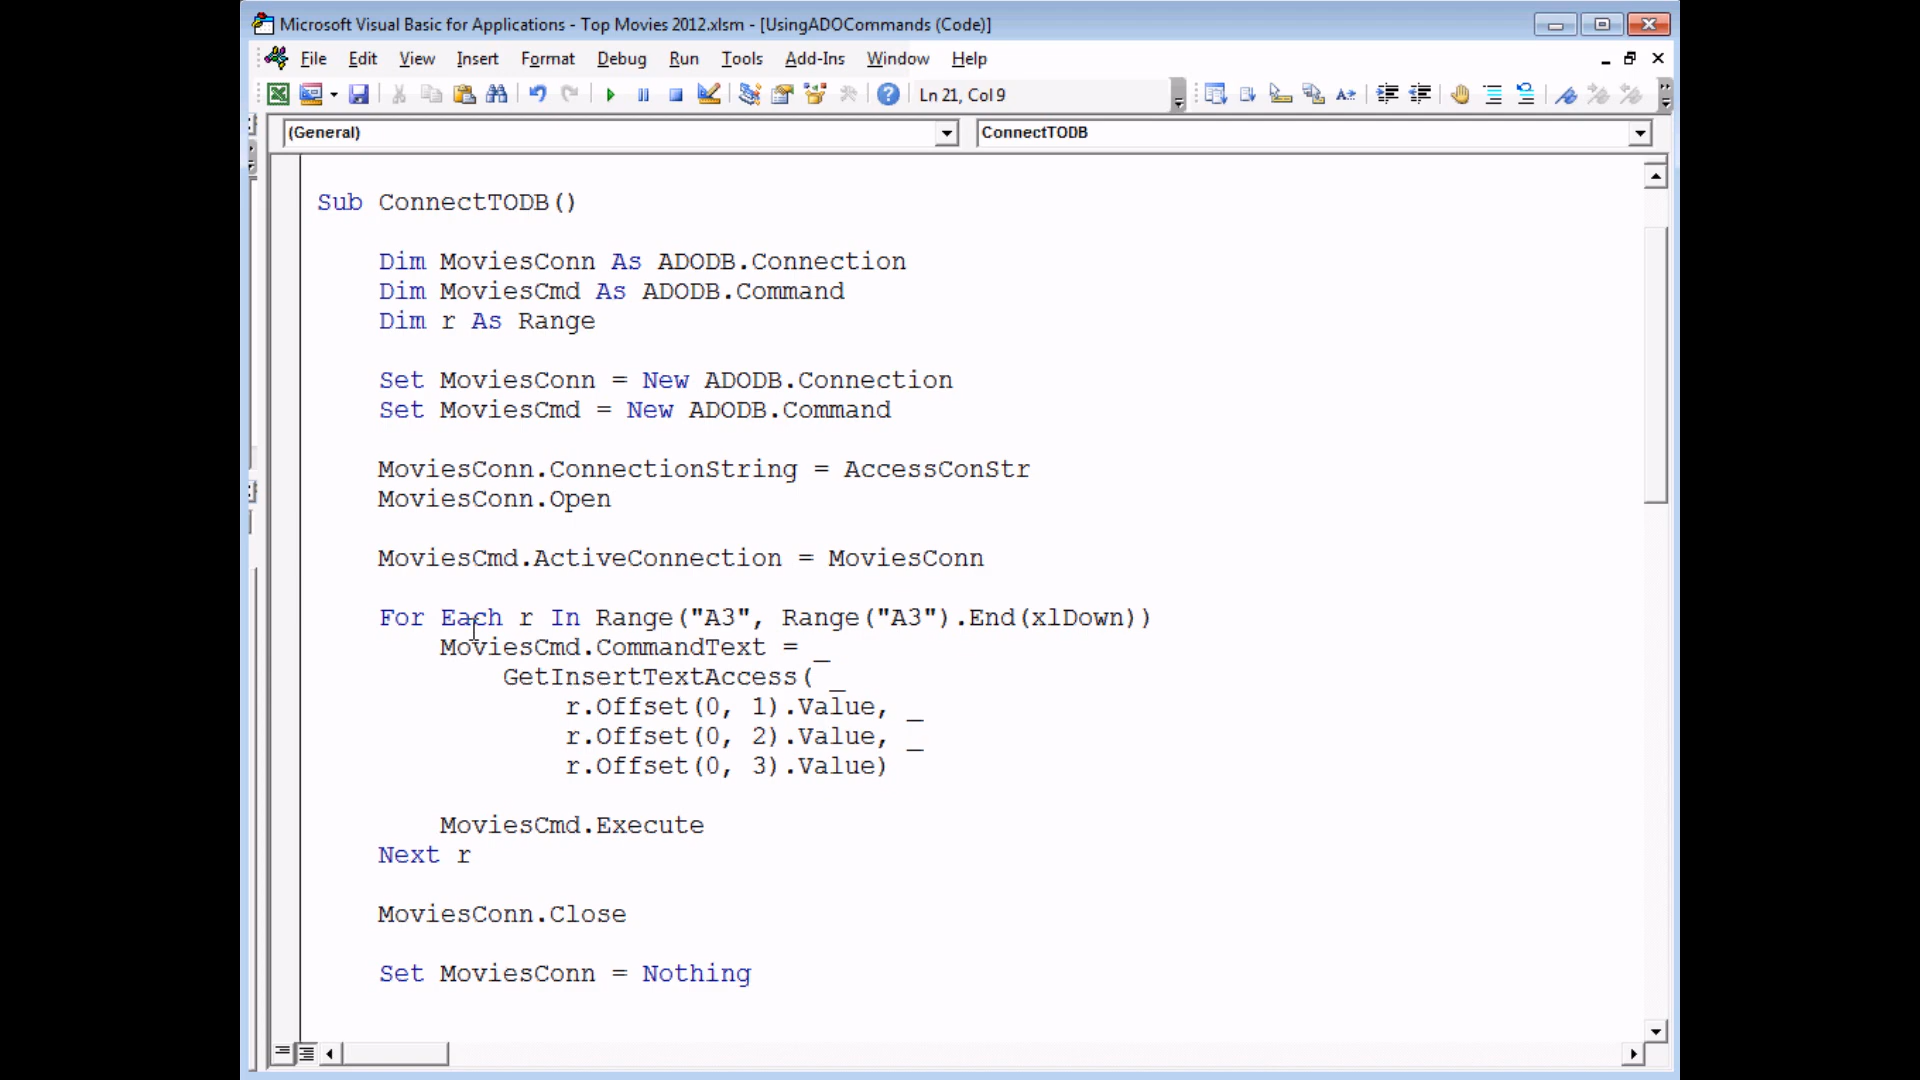 Microsoft Visual Basic for Applications - Top Movies 2012.xlsm - [UsingADOCommands (Code)]
File Edit View Insert Format Debug Run Tools Add-Ins Window Help
Ln 21, Col 9
(General) ConnectTODB
Sub ConnectTODB()
Dim MoviesConn As ADODB.Connection
Dim MoviesCmd As ADODB.Command
Dim r As Range
Set MoviesConn = New ADODB.Connection
Set MoviesCmd = New ADODB.Command
MoviesConn.ConnectionString = AccessConStr
MoviesConn.Open
MoviesCmd.ActiveConnection = MoviesConn
For Each r In Range("A3", Range("A3").End(xlDown))
MoviesCmd.CommandText = _
GetInsertTextAccess( _
r.Offset(0, 1).Value, _
r.Offset(0, 2).Value, _
r.Offset(0, 3).Value)
MoviesCmd.Execute
Next r
MoviesConn.Close
Set MoviesConn = Nothing